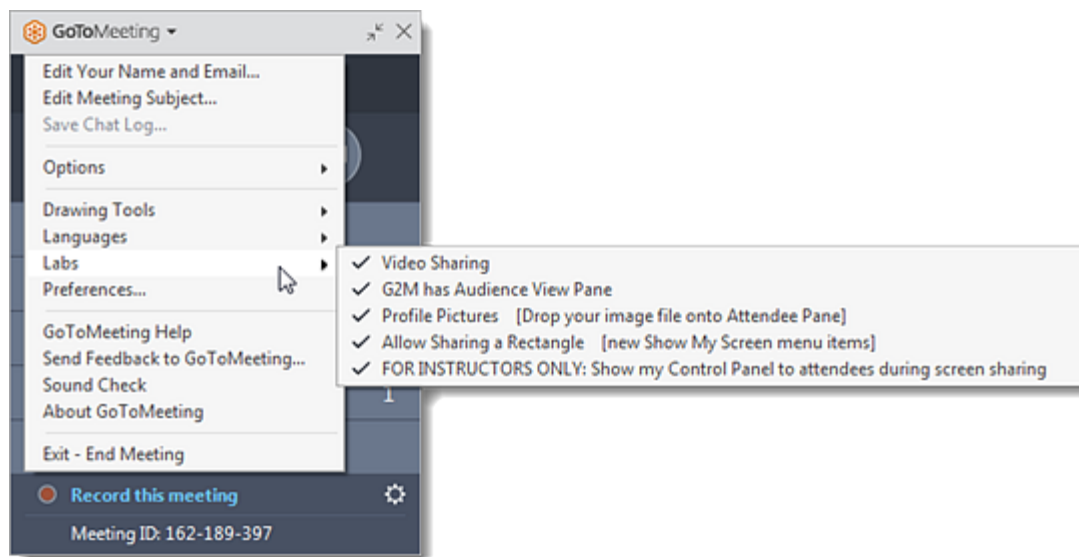 GoToMeeting
Edit Your Name and Email...
Edit Meeting Subject...
Save Chat Log...
Options
Drawing Tools
Languages
Labs
Video Sharing
G2M has Audience View Pane
Profile Pictures [Drop your image file onto Attendee Pane]
Allow Sharing a Rectangle [new Show My Screen menu items]
FOR INSTRUCTORS ONLY: Show my Control Panel to attendees during screen sharing
Preferences...
GoToMeeting Help
Send Feedback to GoToMeeting...
Sound Check
About GoToMeeting
1
Exit - End Meeting
Record this meeting
Meeting ID: 162-189-397